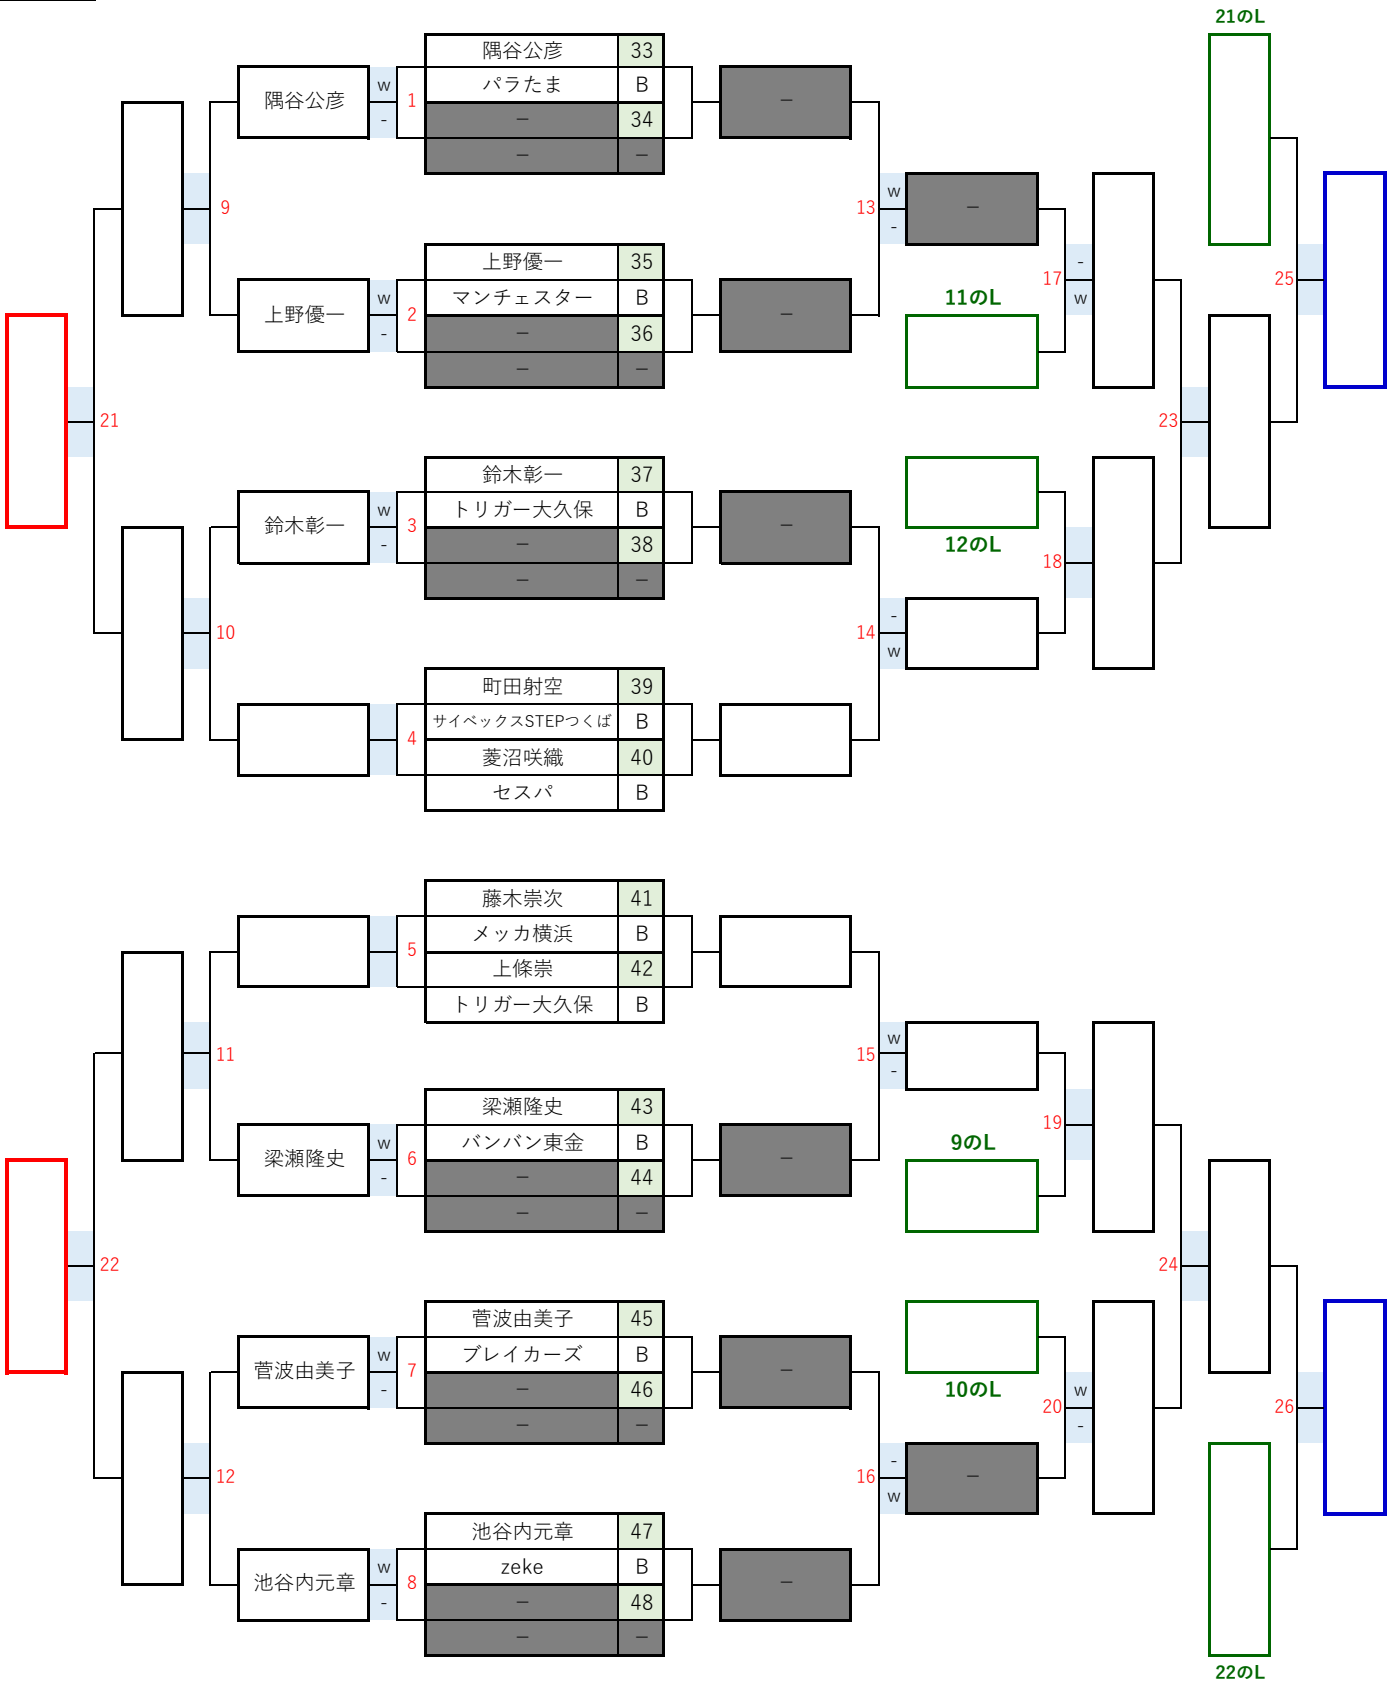 21のL
隅谷公彦 33
隅谷公彦 w 1 パラたま B －
- － 34
－ －
9 13 w －
-
上野優一 35
上野優一 w 2 マンチェスター B －
- － 36
－ －
17 -
w
11のL
25
21 23
鈴木彰一 37
鈴木彰一 w 3 トリガー大久保 B －
- － 38
－ －
12のL
18
10 14 -
w
町田射空 39
4 サイベックスSTEPつくば B
菱沼咲織 40
セスパ B
藤木崇次 41
5 メッカ横浜 B
上條崇 42
トリガー大久保 B
11 15 w
-
梁瀬隆史 43
梁瀬隆史 w 6 バンバン東金 B －
- － 44
－ －
19
9のL
22 24
菅波由美子 45
菅波由美子 w 7 ブレイカーズ B －
- － 46
－ －
10のL
20 w
-
26
12 16 - －
w
池谷内元章 47
池谷内元章 w 8 zeke B －
- － 48
－ －
22のL